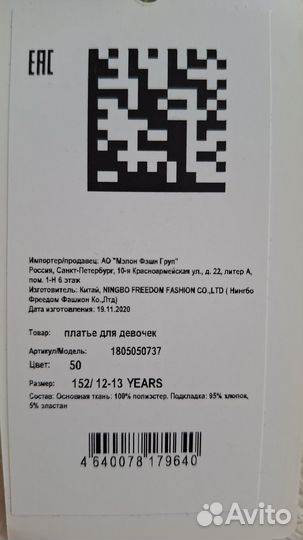 EAC
Импортер/продавец: АО "Мэлон Фэшн Груп"
Россия, Санкт-Петербург, 10-я Красноармейская ул., д. 22, литер А,
пом. 1-Н 6 этаж
Изготовитель: Китай, NINGBO FREEDOM FASHION CO.,LTD ( Нингбо
Фреедом Фашион Ко.,Лтд)
Дата изготовления: 19.11.2020
Товар: платье для девочек
Артикул/Модель: 1805050737
Цвет: 50
Размер: 152/ 12-13 YEARS
Состав: Основная ткань: 100% полиэстер. Подкладка: 95% хлопок,
5% эластан
4 640078 179640
Avito